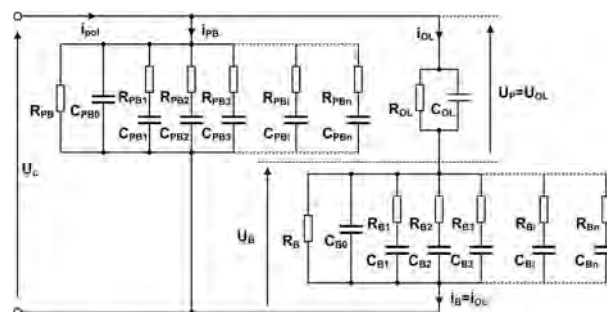 i_pol
i_PB
i_OL
R_PB
C_PB0
R_PB1
R_PB2
R_PB3
R_PBi
R_PBn
C_PB1
C_PB2
C_PB3
C_PBi
C_PBn
R_OL
C_OL
U_P=U_OL
U_C
U_B
R_B
C_B0
R_B1
R_B2
R_B3
R_Bi
R_Bn
C_B1
C_B2
C_B3
C_Bi
C_Bn
i_B=i_OL